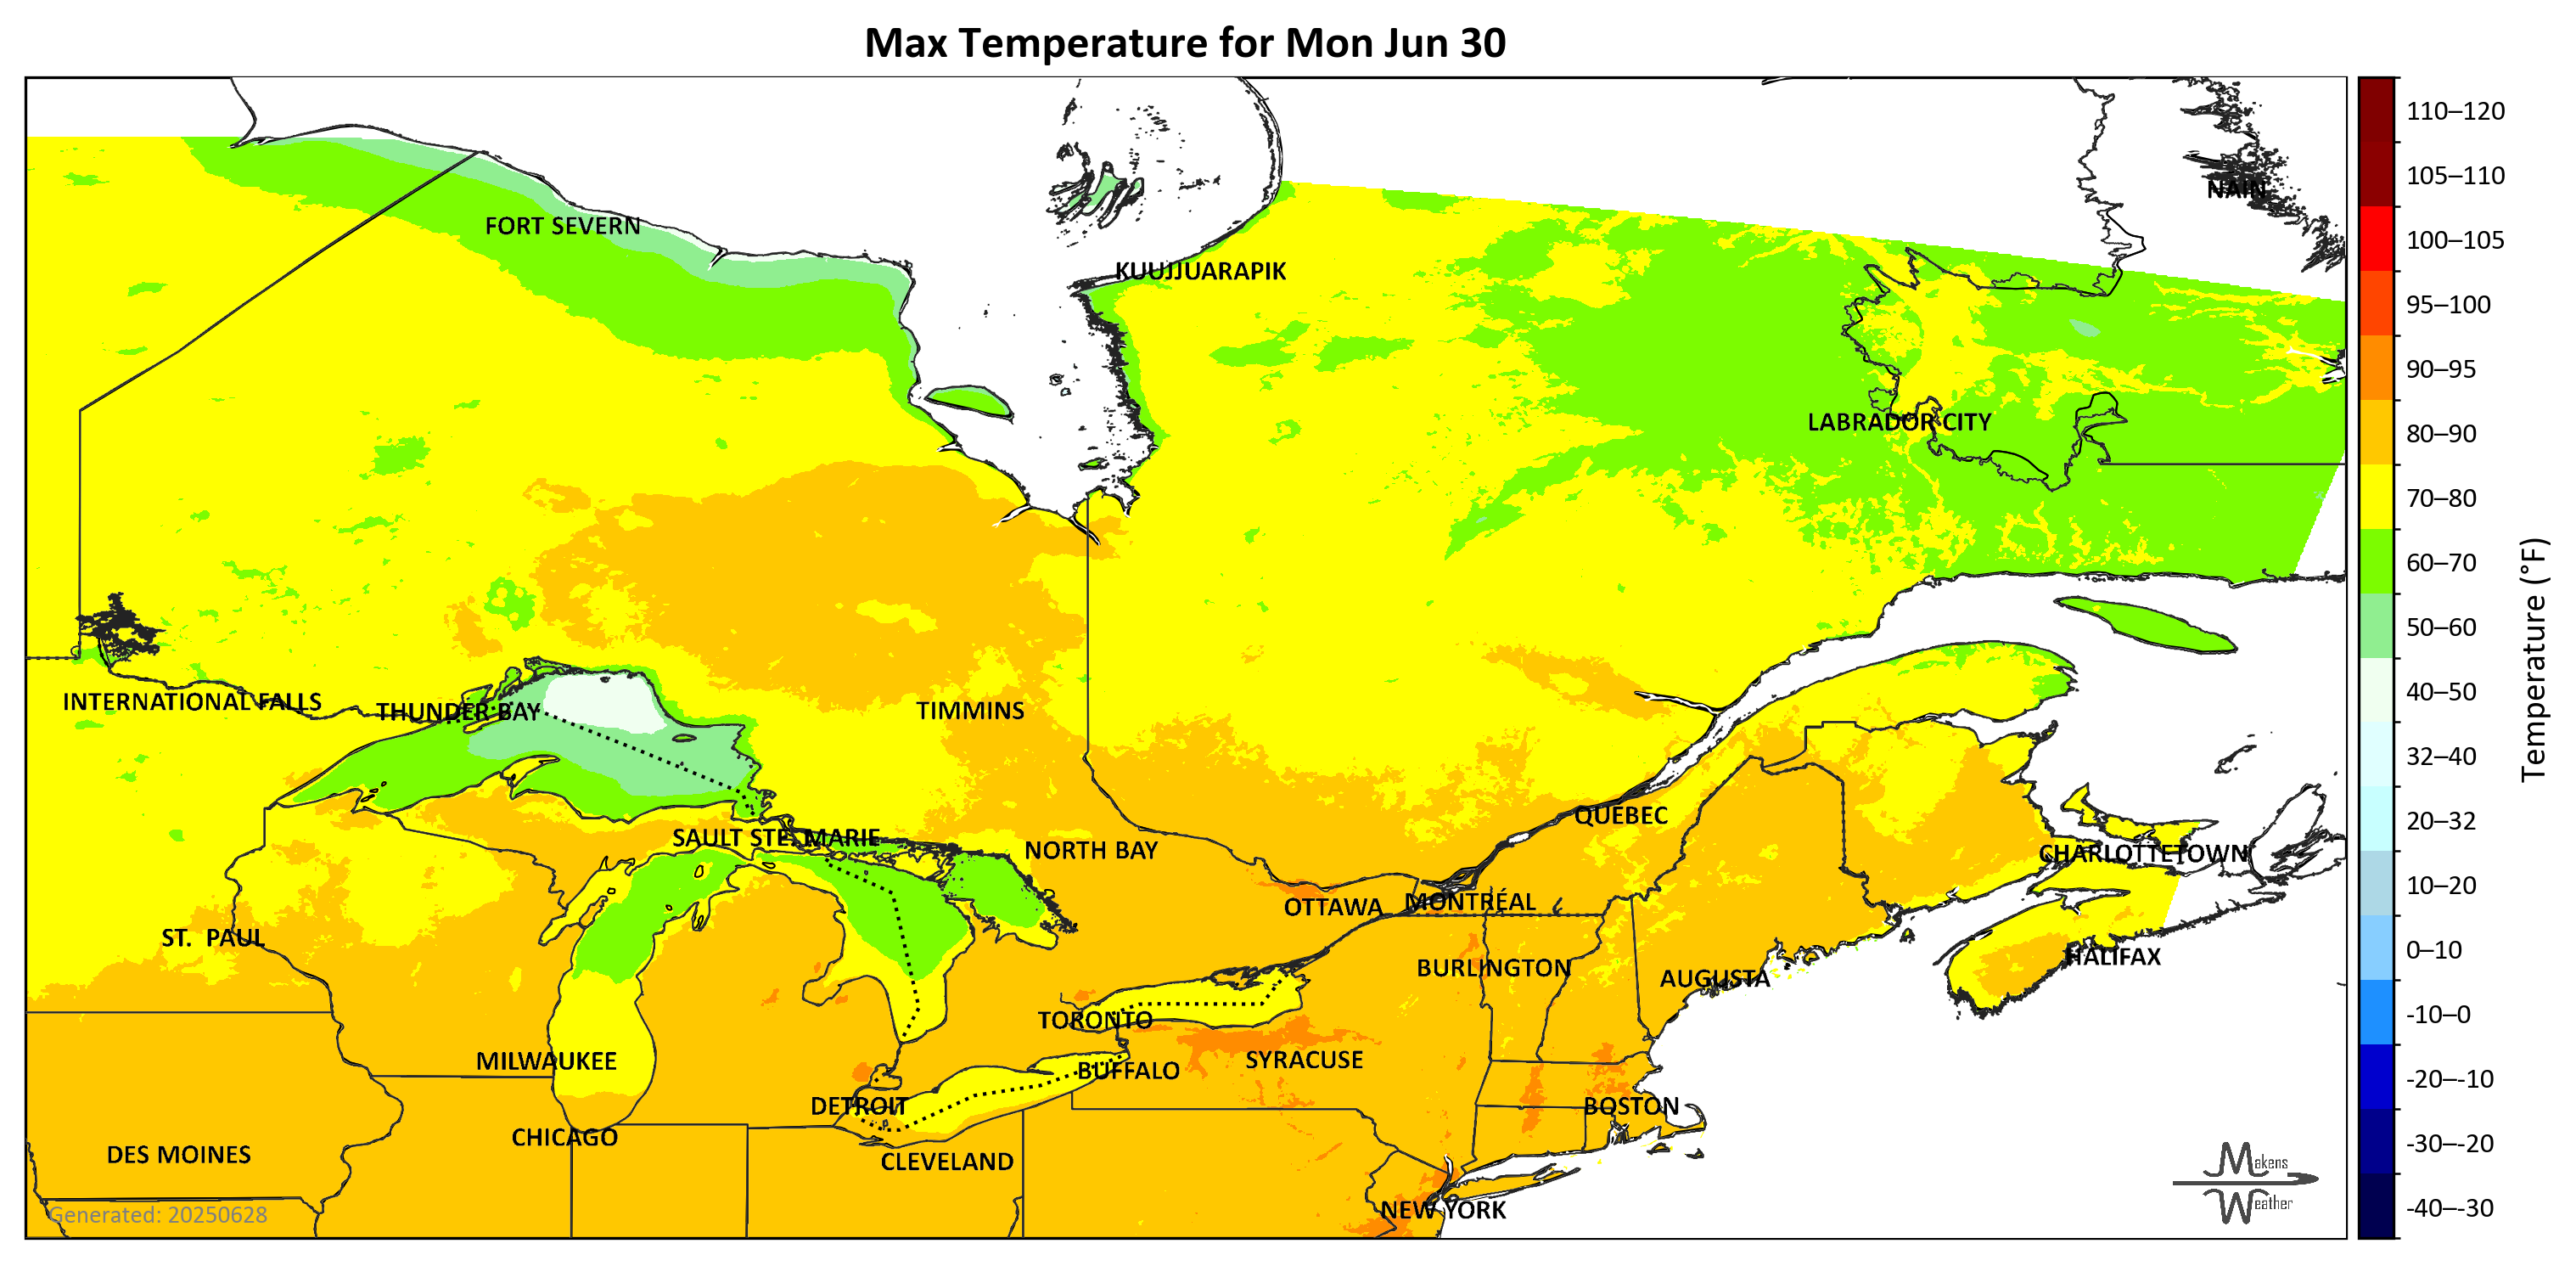 Max Temperature for Mon Jun 30
110–120
105–110
100–105
95–100
90–95
80–90
70–80
60–70
50–60
40–50
32–40
20–32
10–20
0–10
-10–0
-20–-10
-30–-20
-40–-30
Temperature (°F)
NAIN
FORT SEVERN
KUUJJUARAPIK
LABRADOR CITY
INTERNATIONAL FALLS
THUNDER BAY
TIMMINS
QUEBEC
SAULT STE. MARIE
NORTH BAY
CHARLOTTETOWN
OTTAWA
MONTRÉAL
ST. PAUL
BURLINGTON
HALIFAX
AUGUSTA
TORONTO
MILWAUKEE
SYRACUSE
BUFFALO
DETROIT
BOSTON
CHICAGO
DES MOINES
CLEVELAND
NEW YORK
Generated: 20250628
Makens
Weather